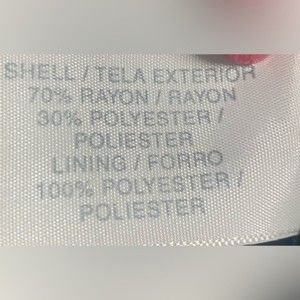 SHELL / TELA EXTERIOR
70% RAYON / RAYON
30% POLYESTER /
POLIESTER
LINING / FORRO
100% POLYESTER /
POLIESTER